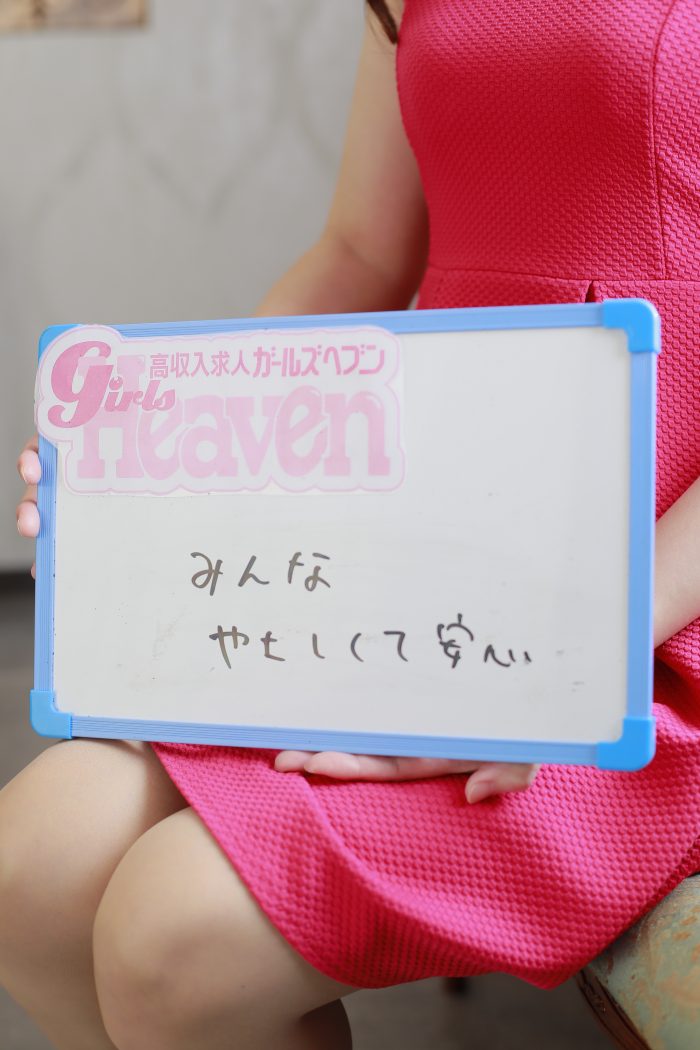 高収入求人ガールズヘブン
Girls
Heaven
みんな
やさしくて安心